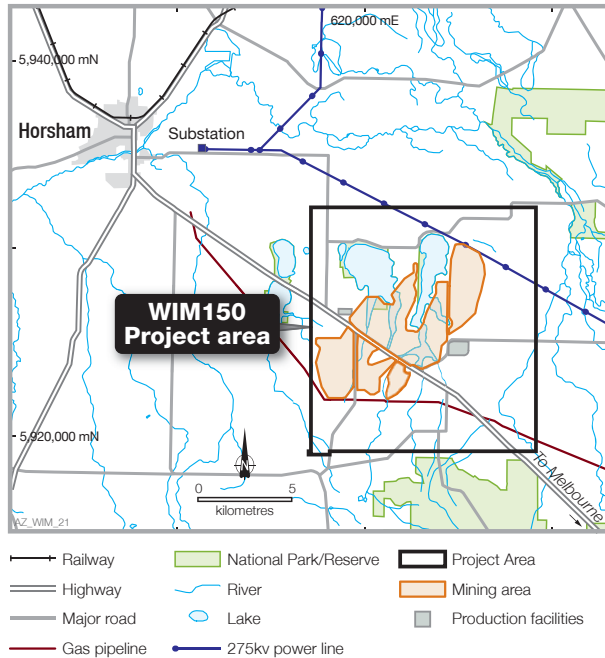 620,000 mE
5,940,000 mN
Horsham
Substation
WIM150
Project area
5,920,000 mN
N
0 5
kilometres
To Melbourne
AZ_WIM_21
Railway
National Park/Reserve
Project Area
Highway
River
Mining area
Major road
Lake
Production facilities
Gas pipeline
275kv power line